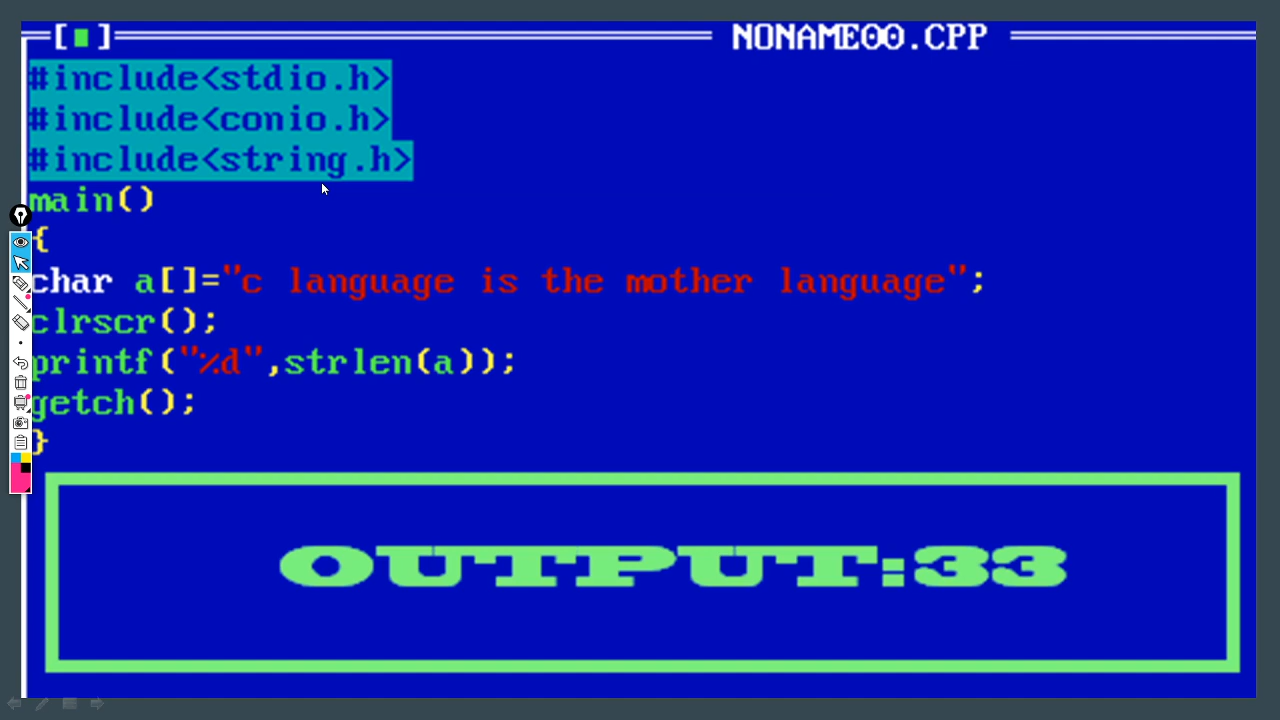 [■]
NONAME00.CPP
#include<stdio.h>
#include<conio.h>
#include<string.h>
main()
{
char a[]="c language is the mother language";
clrscr();
printf("%d",strlen(a));
getch();
}
OUTPUT:33